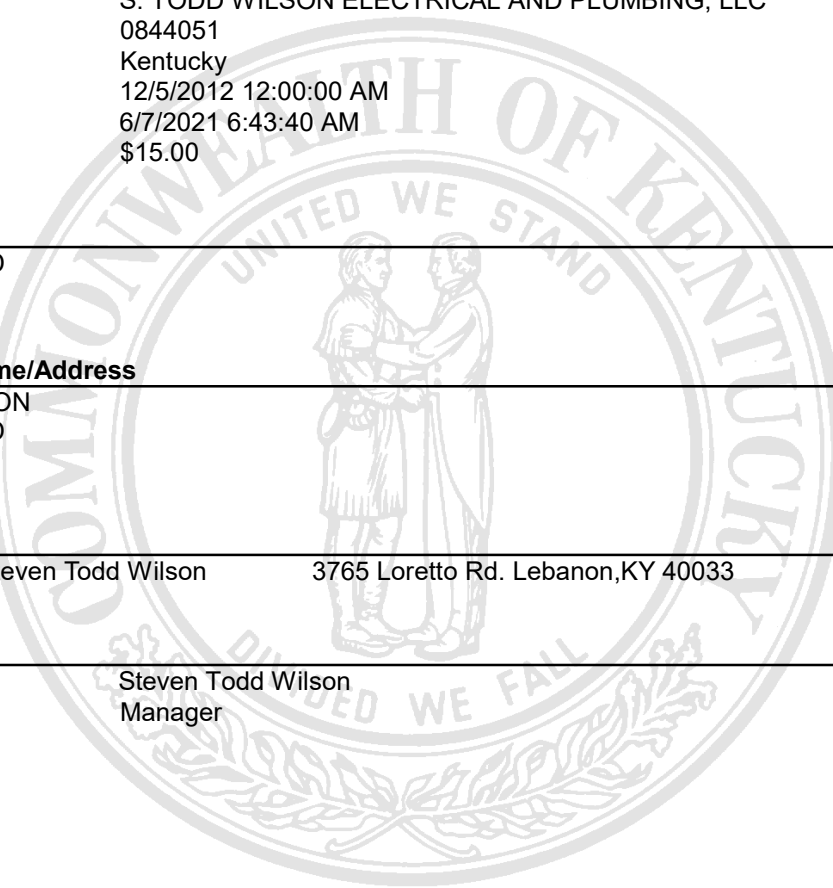 S. TODD WILSON ELECTRICAL AND PLUMBING, LLC
0844051
Kentucky
12/5/2012 12:00:00 AM
6/7/2021 6:43:40 AM
$15.00
COMMONWEALTH OF KENTUCKY
UNITED WE STAND
me/Address
ON
even Todd Wilson 3765 Loretto Rd. Lebanon,KY 40033
DIVIDED WE FALL
Steven Todd Wilson
Manager